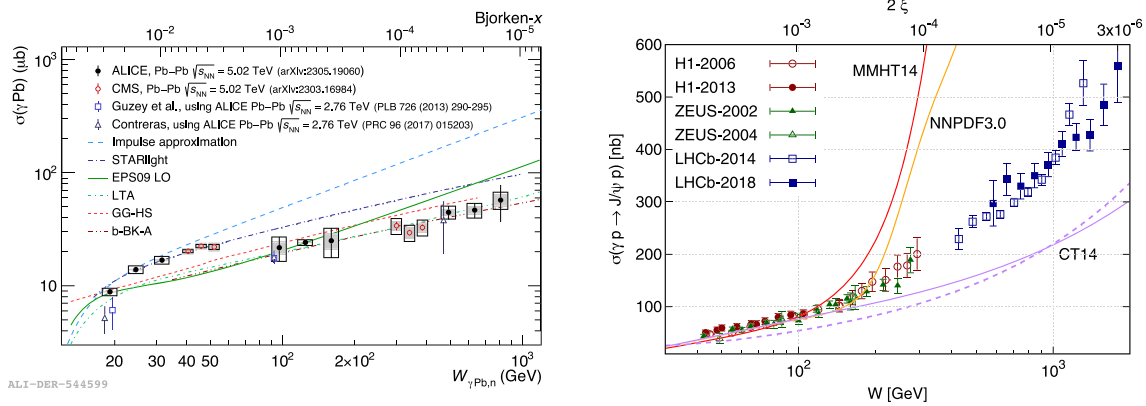 Bjorken-x
10⁻² 10⁻³ 10⁻⁴ 10⁻⁵
σ(γPb) (μb)
10³
10²
10
ALICE, Pb−Pb √s_NN = 5.02 TeV (arXiv:2305.19060)
CMS, Pb−Pb √s_NN = 5.02 TeV (arXiv:2303.16984)
Guzey et al., using ALICE Pb−Pb √s_NN = 2.76 TeV (PLB 726 (2013) 290-295)
Contreras, using ALICE Pb−Pb √s_NN = 2.76 TeV (PRC 96 (2017) 015203)
Impulse approximation
STARlight
EPS09 LO
LTA
GG-HS
b-BK-A
20 30 40 50 10² 2×10² 10³
W_γPb,n (GeV)
ALI-DER-544599
2 ξ
10⁻³ 10⁻⁴ 10⁻⁵ 3x10⁻⁶
σ(γp → J/ψ p) [nb]
600
500
400
300
200
100
H1-2006
H1-2013
ZEUS-2002
ZEUS-2004
LHCb-2014
LHCb-2018
MMHT14
NNPDF3.0
CT14
10² 10³
W [GeV]